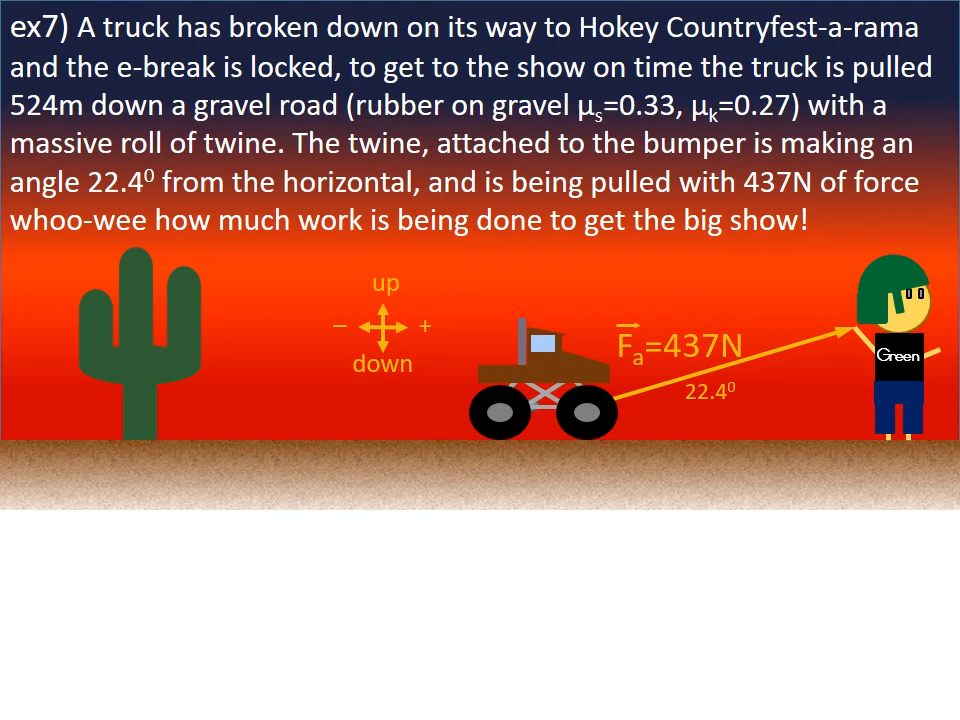 ex7) A truck has broken down on its way to Hokey Countryfest-a-rama
and the e-break is locked, to get to the show on time the truck is pulled
524m down a gravel road (rubber on gravel μs=0.33, μk=0.27) with a
massive roll of twine. The twine, attached to the bumper is making an
angle 22.4⁰ from the horizontal, and is being pulled with 437N of force
whoo-wee how much work is being done to get the big show!
up
– +
down
Fa=437N
22.4⁰
Green